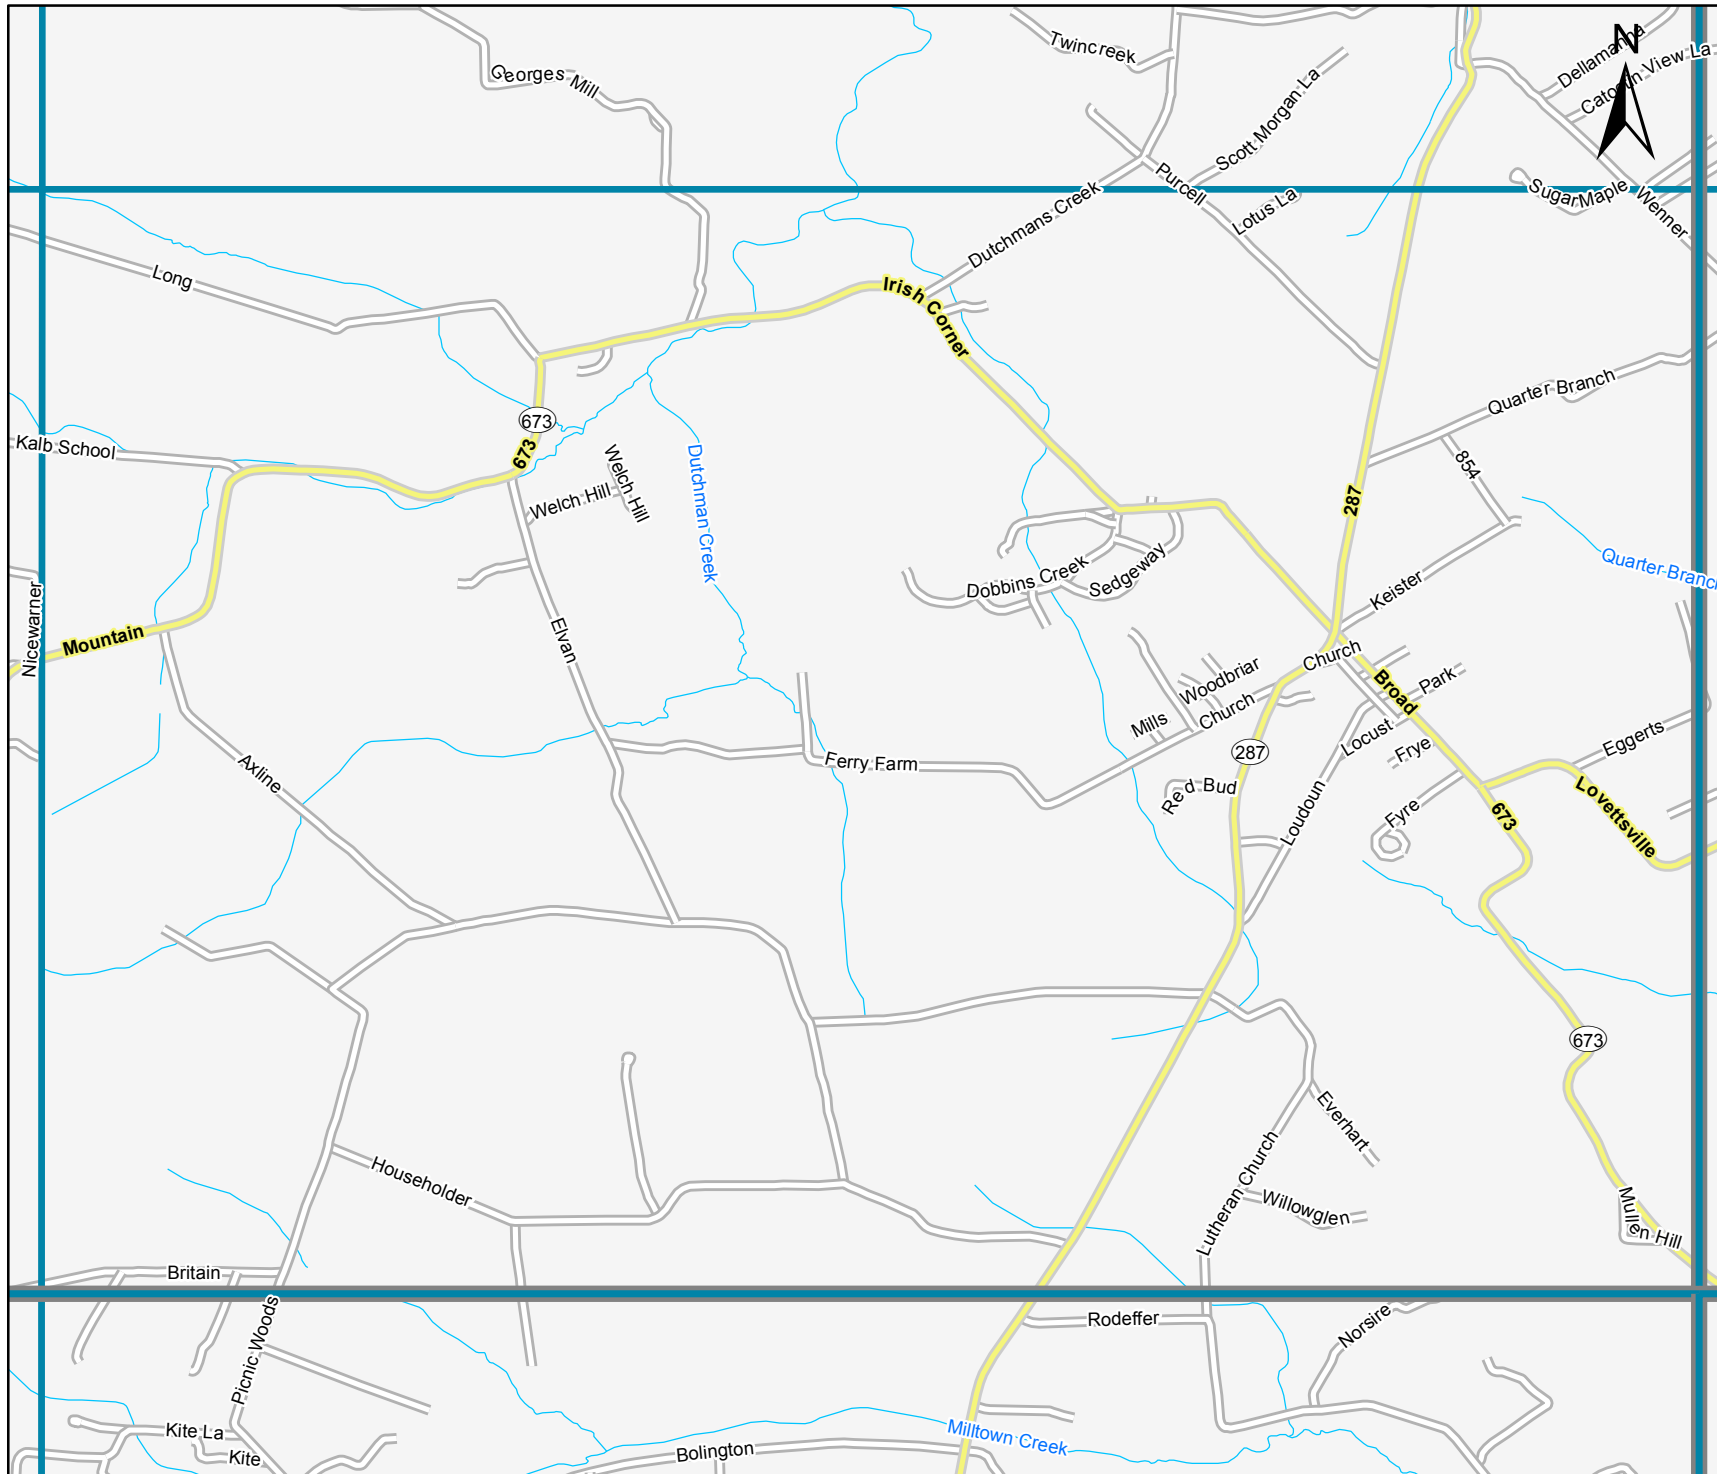 Georges Mill
Twincreek
N
Dellamanna
Catoctin View La
Scott Morgan La
Purcell
Lotus La
Sugar Maple
Wenner
Dutchmans Creek
Long
Irish Corner
Quarter Branch
673
673
Kalb School
Welch Hill
Welch Hill
Dutchman Creek
854
287
Quarter Branch
Dobbins Creek
Sedgeway
Keister
Nicewarner
Mountain
Elvan
Church
Woodbriar
Broad
Park
Church
Mills
Locust
Frye
Eggerts
287
Axline
Ferry Farm
Red Bud
Loudoun
Fyre
673
Lovettsville
673
Everhart
Householder
Lutheran Church
Willowglen
Mullen Hill
Britain
Picnic Woods
Rodeffer
Norsire
Kite La
Kite
Bolington
Milltown Creek